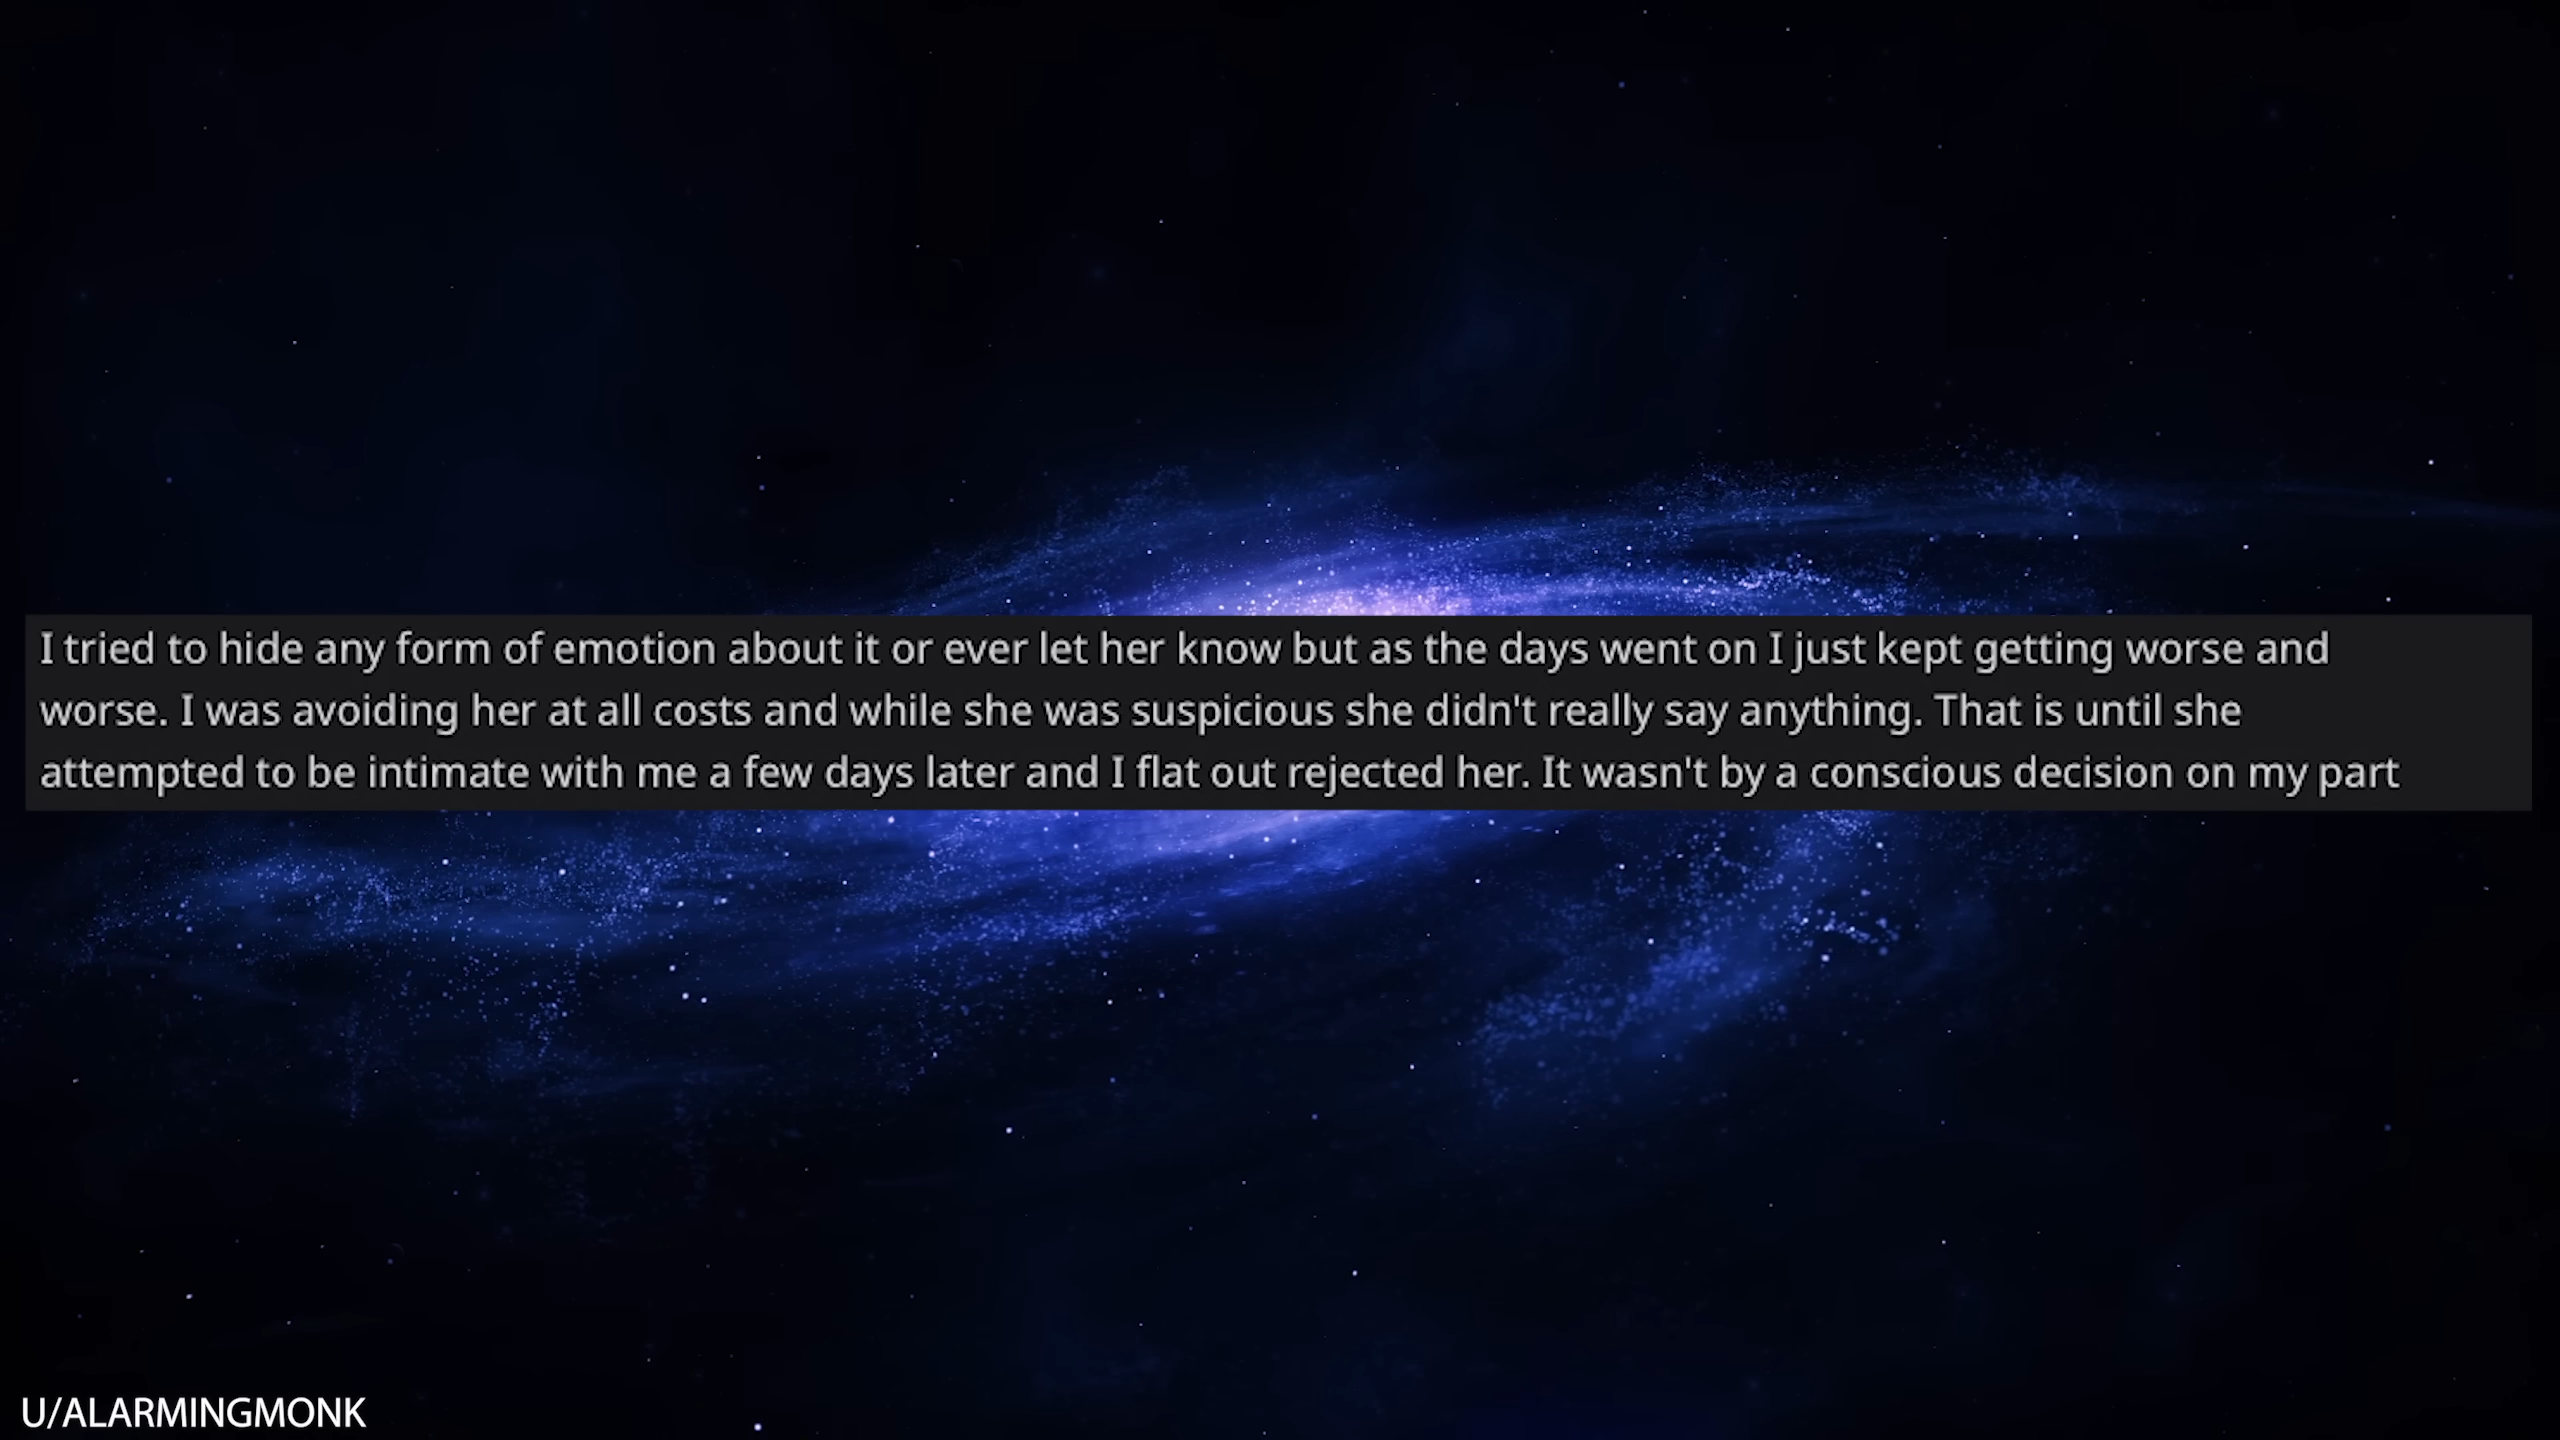 I tried to hide any form of emotion about it or ever let her know but as the days went on I just kept getting worse and
worse. I was avoiding her at all costs and while she was suspicious she didn't really say anything. That is until she
attempted to be intimate with me a few days later and I flat out rejected her. It wasn't by a conscious decision on my part
U/ALARMINGMONK